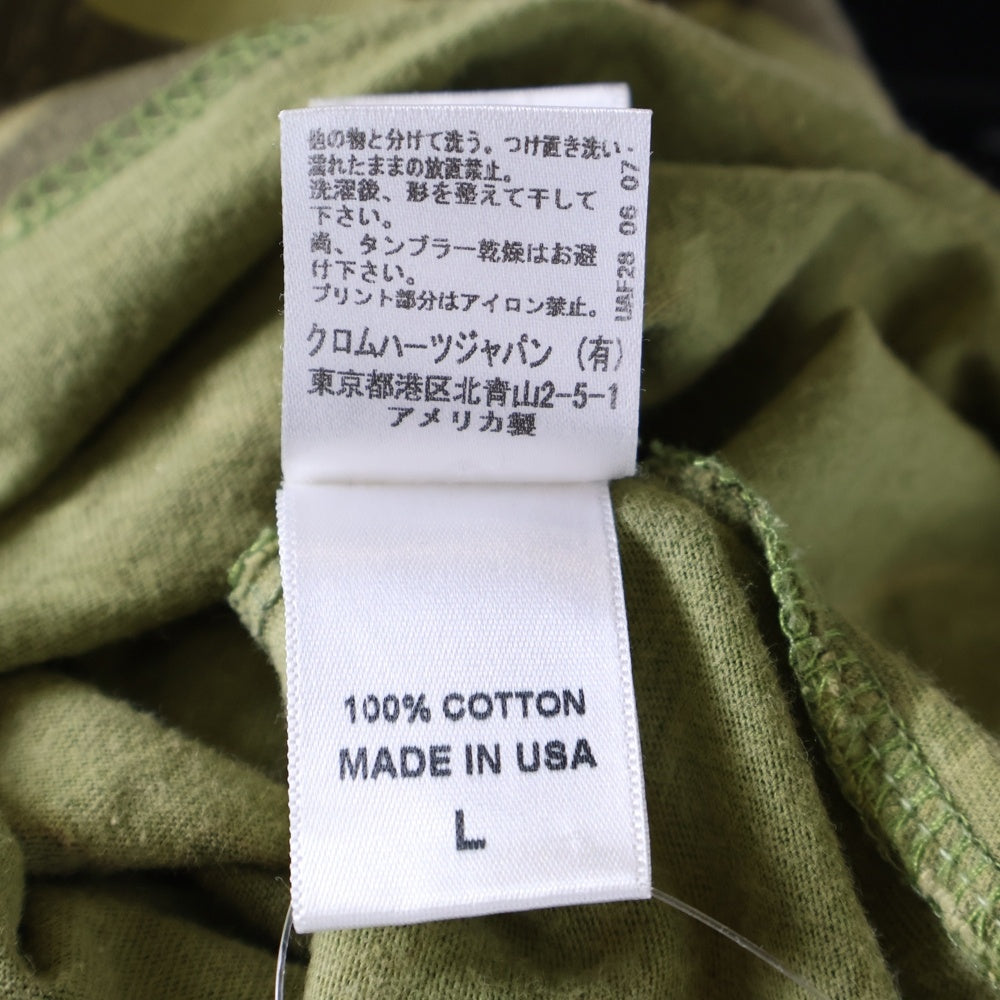 他の物と分けて洗う。つけ置き洗い・
濡れたままの放置禁止。
洗濯後、形を整えて干して
下さい。
尚、タンブラー乾燥はお避
け下さい。
プリント部分はアイロン禁止。
クロムハーツジャパン（有）
東京都港区北青山2-5-1
アメリカ製
06 07
100% COTTON
MADE IN USA
L